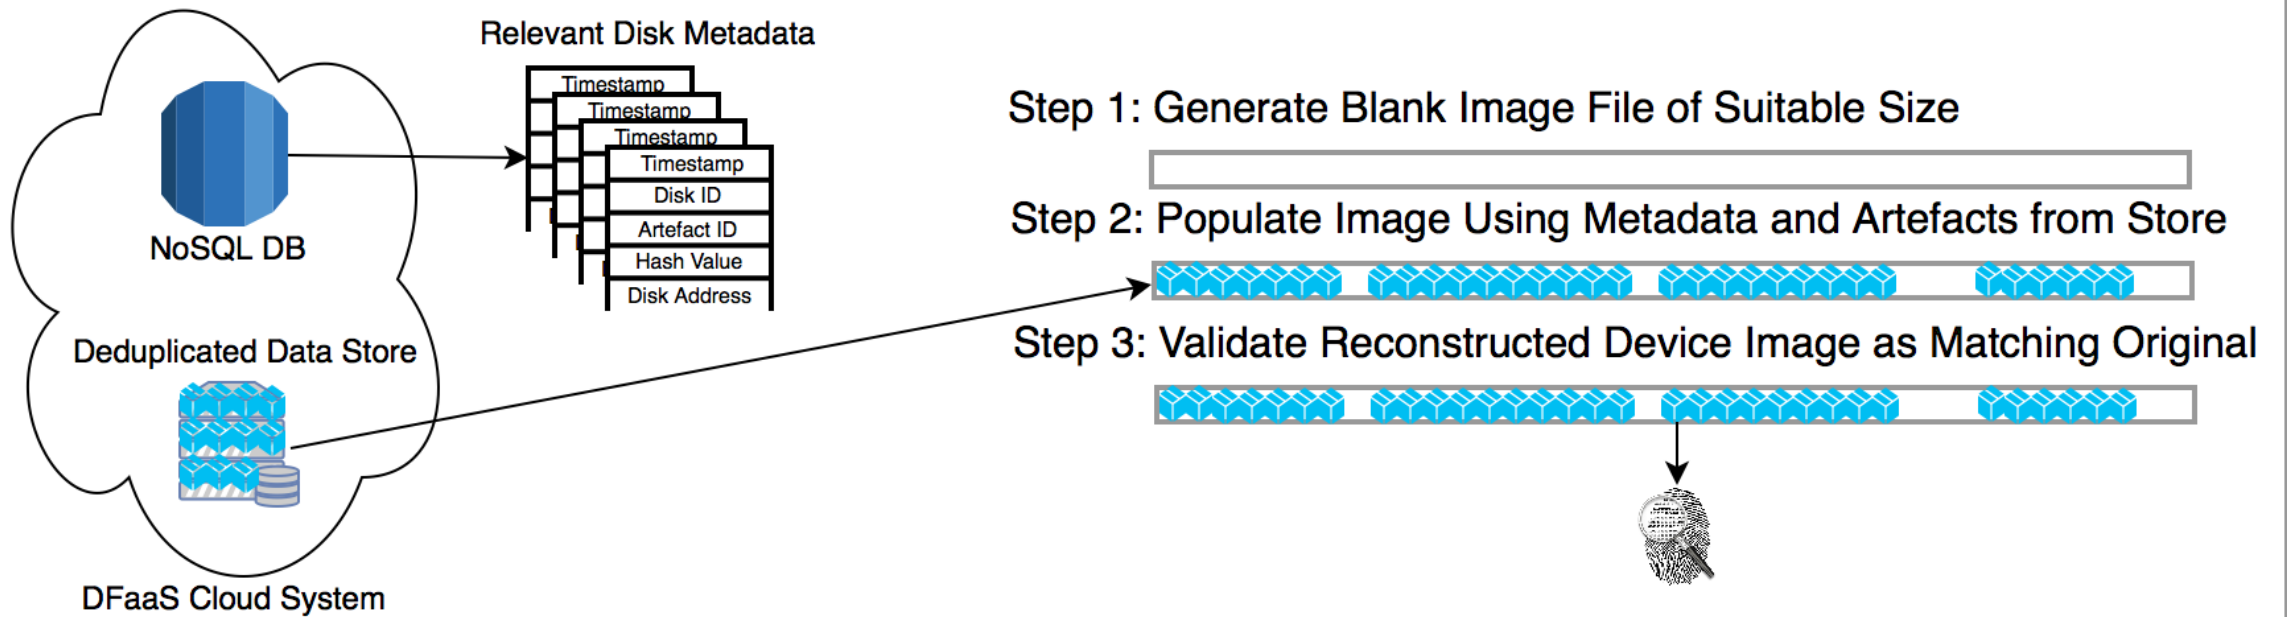 Relevant Disk Metadata
Timestamp
Timestamp
Timestamp
Timestamp
Disk ID
Artefact ID
Hash Value
Disk Address
NoSQL DB
Deduplicated Data Store
DFaaS Cloud System
Step 1: Generate Blank Image File of Suitable Size
Step 2: Populate Image Using Metadata and Artefacts from Store
Step 3: Validate Reconstructed Device Image as Matching Original